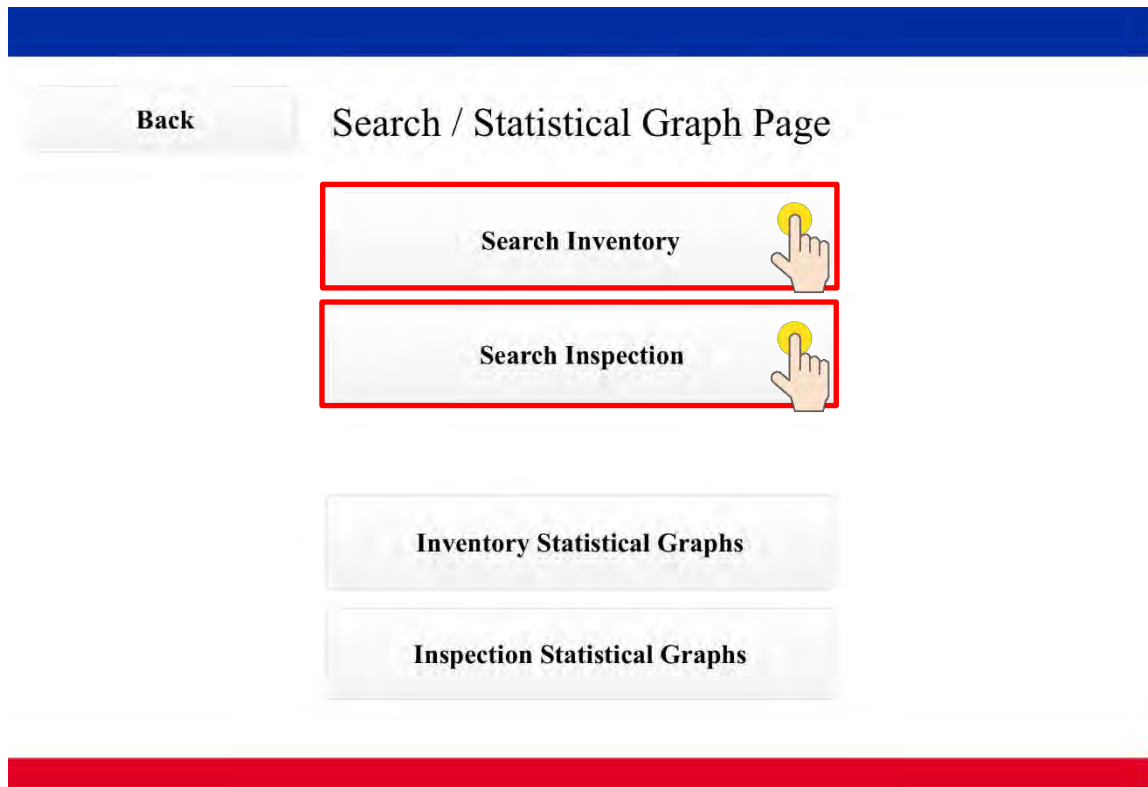 Back
Search / Statistical Graph Page
Search Inventory
Search Inspection
Inventory Statistical Graphs
Inspection Statistical Graphs